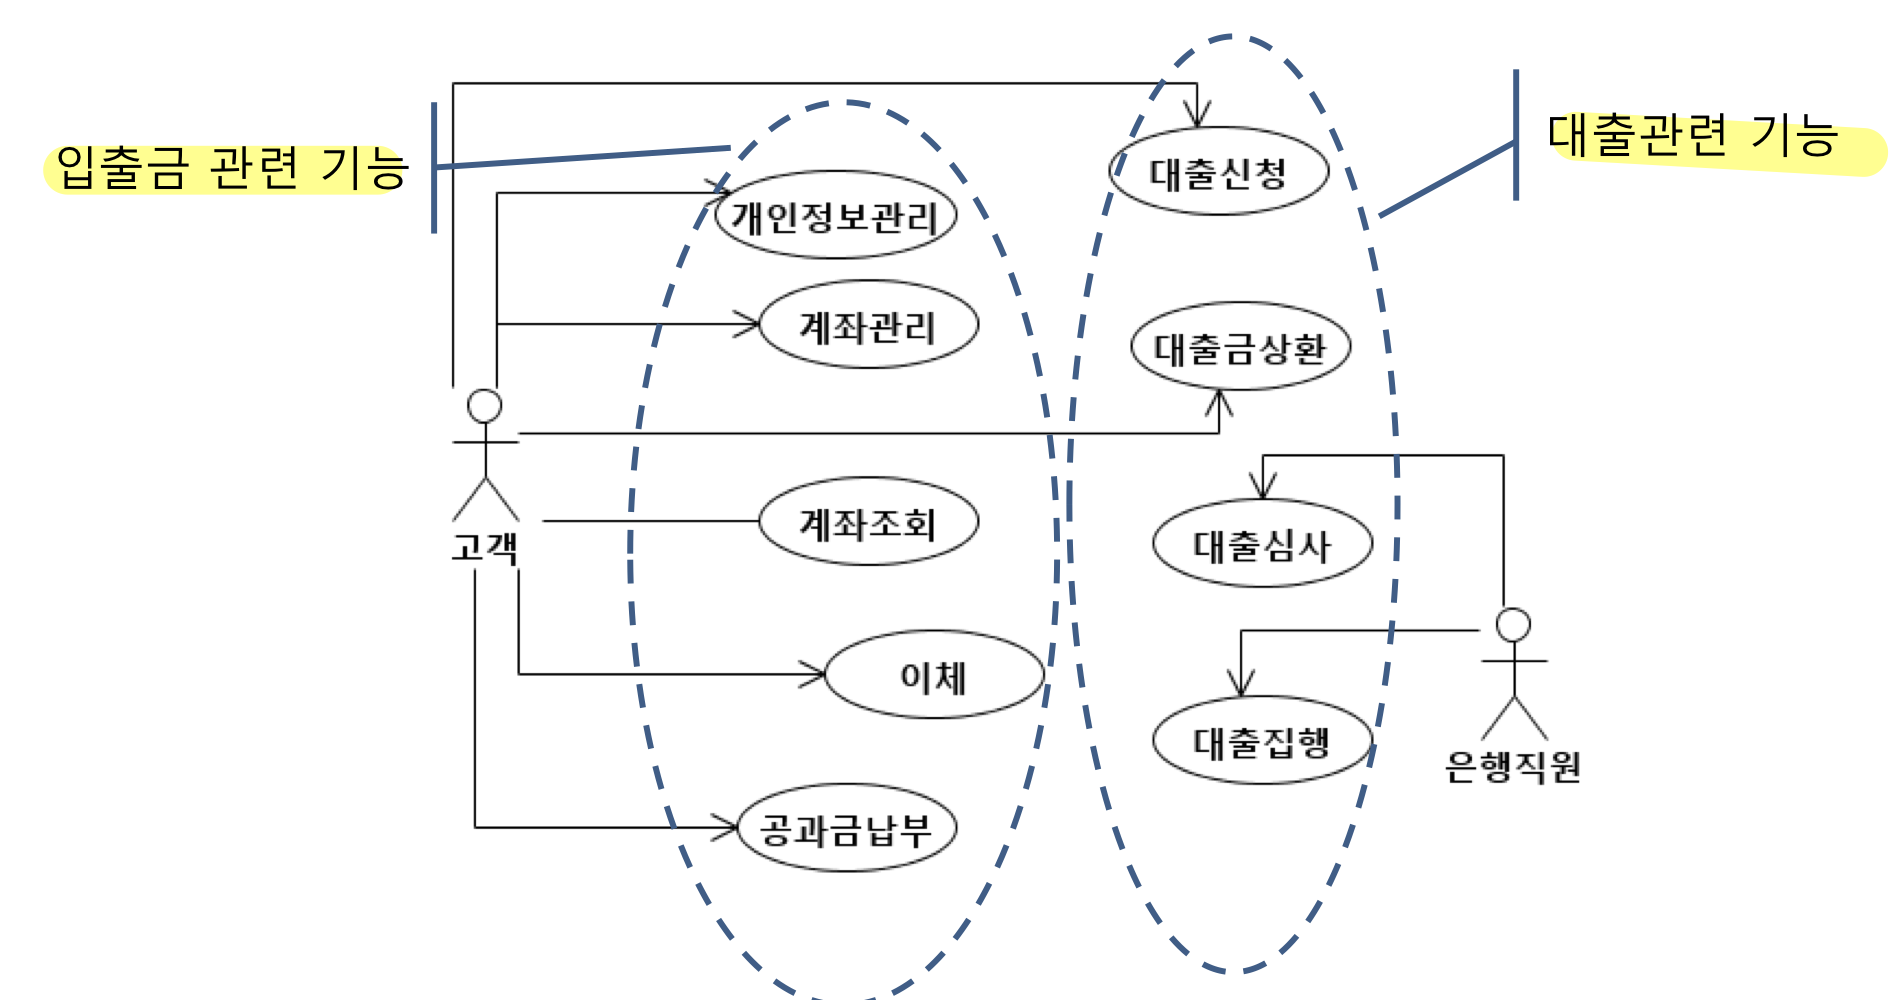 입출금 관련 기능
대출관련 기능
대출신청
개인정보관리
계좌관리
대출금상환
계좌조회
대출심사
고객
이체
대출집행
은행직원
공과금납부